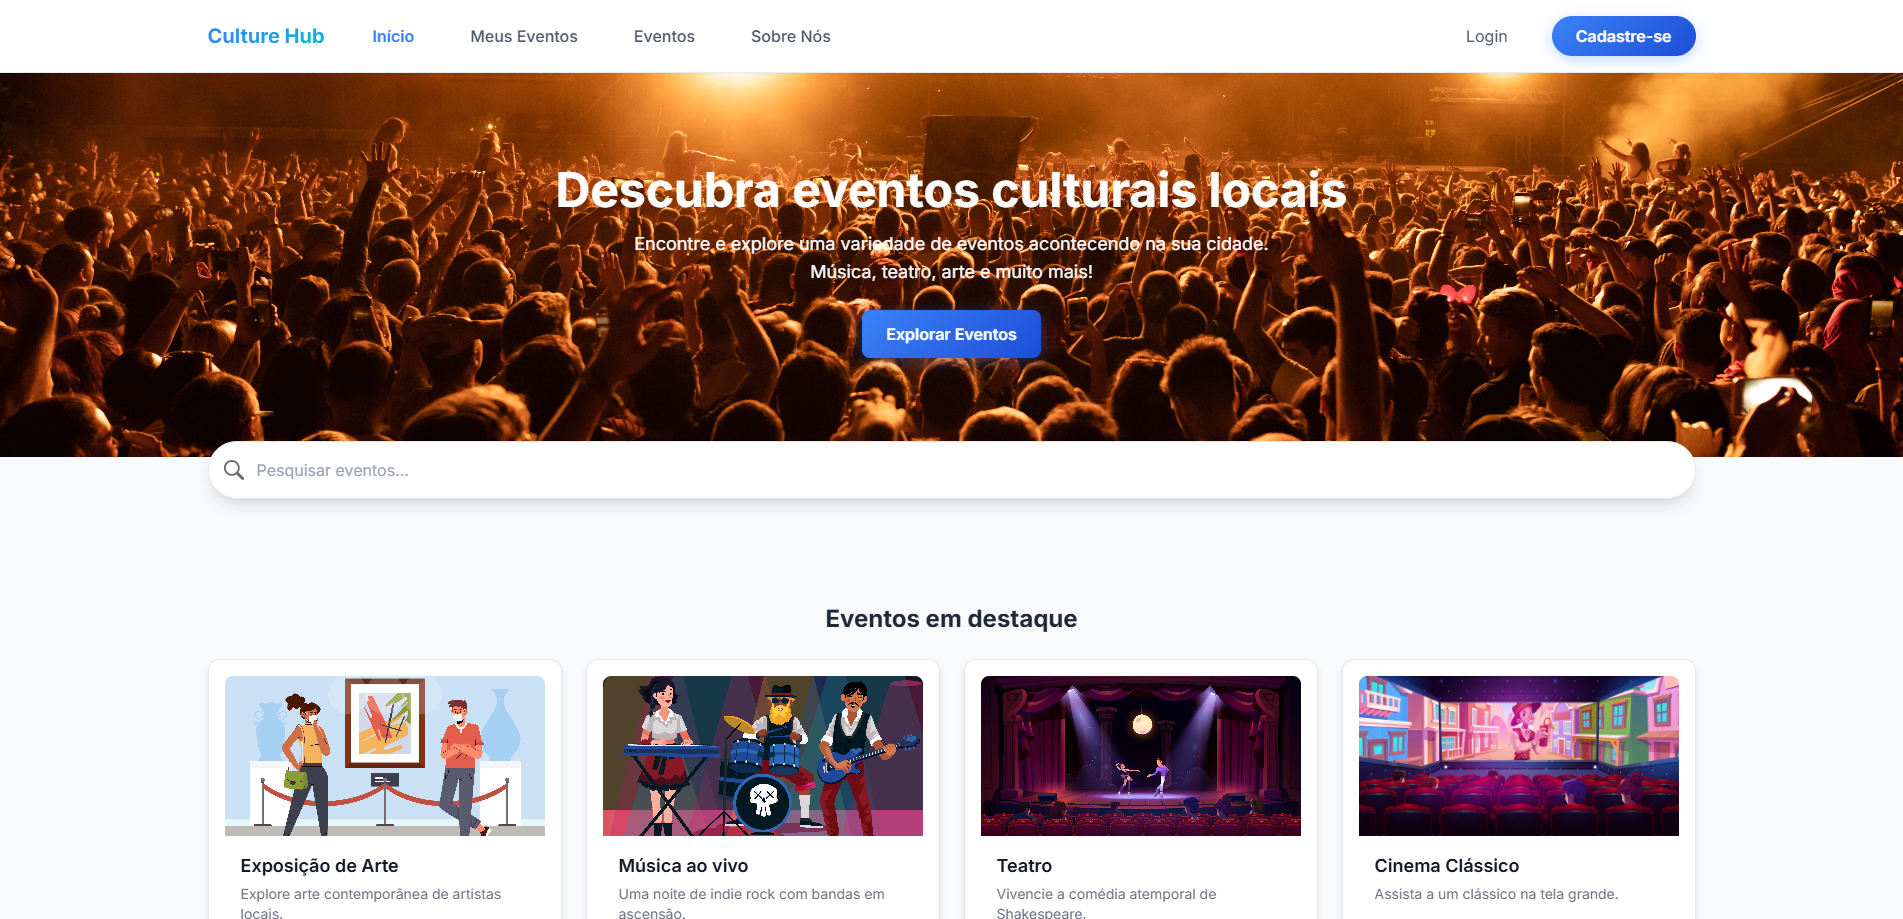 Culture Hub
Início
Meus Eventos
Eventos
Sobre Nós
Login
Cadastre-se
Descubra eventos culturais locais
Encontre e explore uma variedade de eventos acontecendo na sua cidade.
Música, teatro, arte e muito mais!
Explorar Eventos
Pesquisar eventos...
Eventos em destaque
Exposição de Arte
Explore arte contemporânea de artistas
locais.
Música ao vivo
Uma noite de indie rock com bandas em
ascensão.
Teatro
Vivencie a comédia atemporal de
Shakespeare.
Cinema Clássico
Assista a um clássico na tela grande.